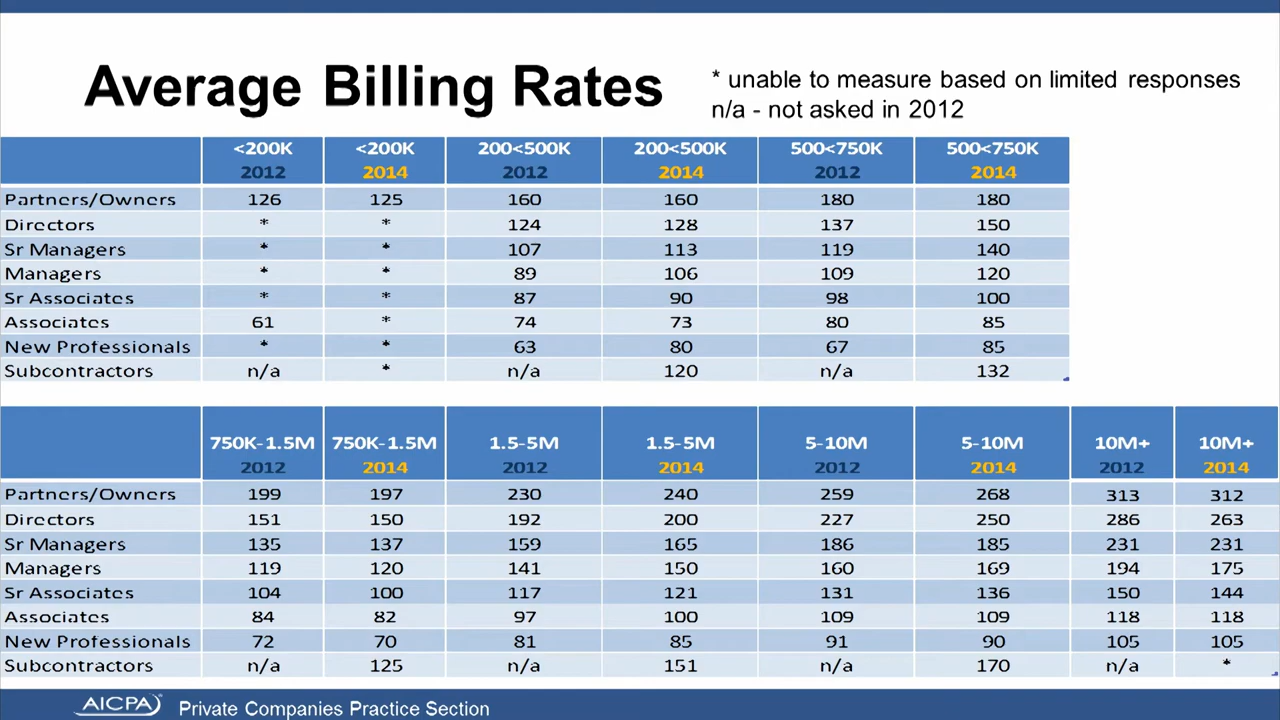 Average Billing Rates
* unable to measure based on limited responses
n/a - not asked in 2012
<200K <200K 200<500K 200<500K 500<750K 500<750K
2012 2014 2012 2014 2012 2014
Partners/Owners 126 125 160 160 180 180
Directors * * 124 128 137 150
Sr Managers * * 107 113 119 140
Managers * * 89 106 109 120
Sr Associates * * 87 90 98 100
Associates 61 * 74 73 80 85
New Professionals * * 63 80 67 85
Subcontractors n/a * n/a 120 n/a 132
750K-1.5M 750K-1.5M 1.5-5M 1.5-5M 5-10M 5-10M 10M+ 10M+
2012 2014 2012 2014 2012 2014 2012 2014
Partners/Owners 199 197 230 240 259 268 313 312
Directors 151 150 192 200 227 250 286 263
Sr Managers 135 137 159 165 186 185 231 231
Managers 119 120 141 150 160 169 194 175
Sr Associates 104 100 117 121 131 136 150 144
Associates 84 82 97 100 109 109 118 118
New Professionals 72 70 81 85 91 90 105 105
Subcontractors n/a 125 n/a 151 n/a 170 n/a *
AICPA Private Companies Practice Section